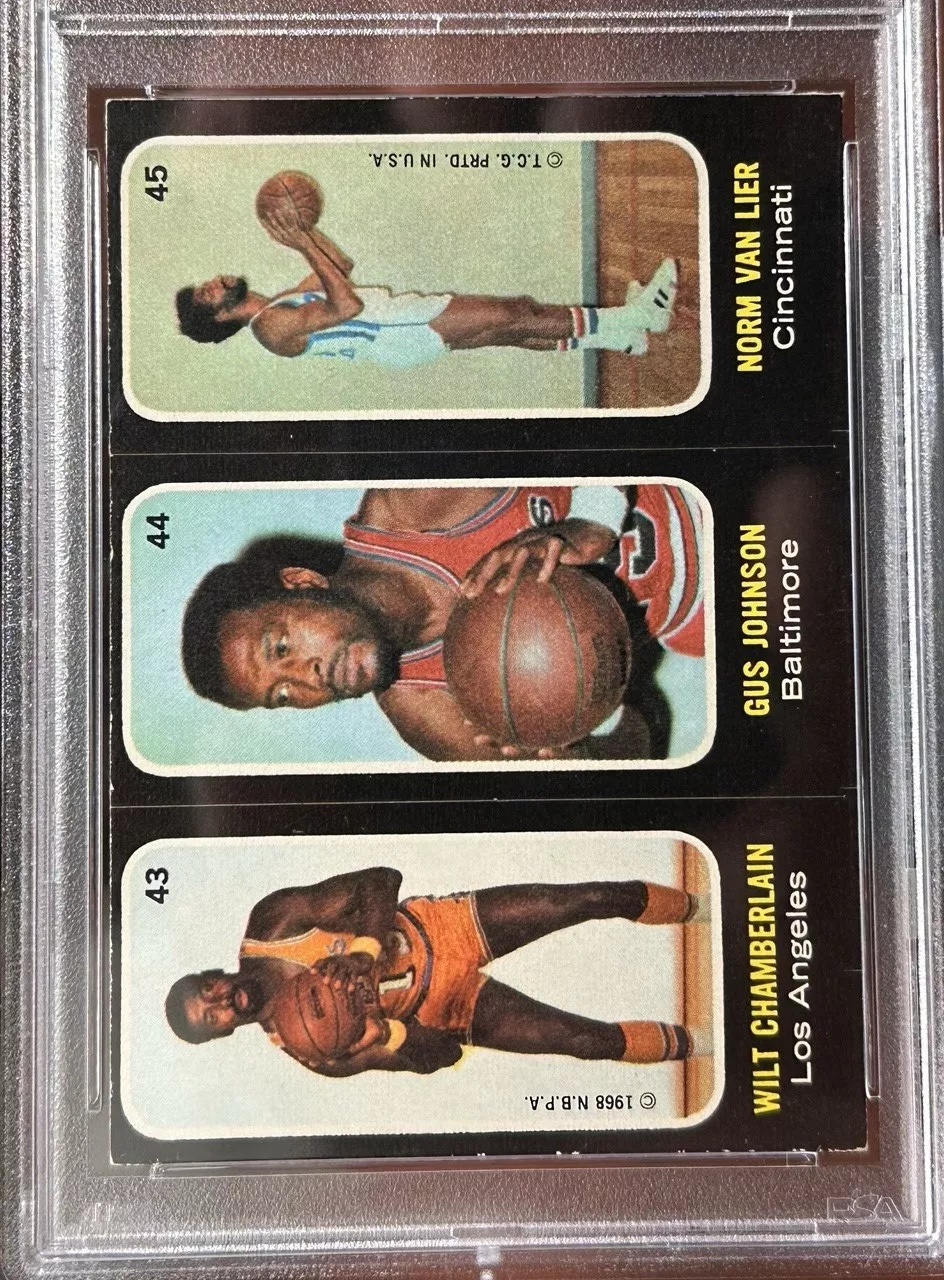 43
© 1968 N.B.P.A.
WILT CHAMBERLAIN
Los Angeles
44
GUS JOHNSON
Baltimore
45
© T.C.G. PRTD. IN U.S.A.
NORM VAN LIER
Cincinnati
PSA